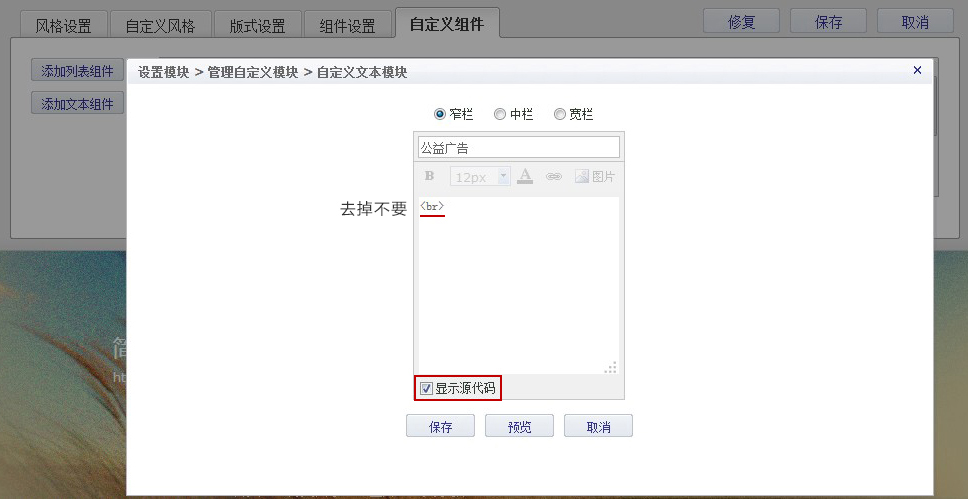 风格设置 自定义风格 版式设置 组件设置 自定义组件 修复 保存 取消
添加列表组件
添加文本组件
设置模块 > 管理自定义模块 > 自定义文本模块 ×
窄栏 中栏 宽栏
公益广告
B 12px A 图片
去掉不要 <br>
显示源代码
保存 预览 取消
简
ht